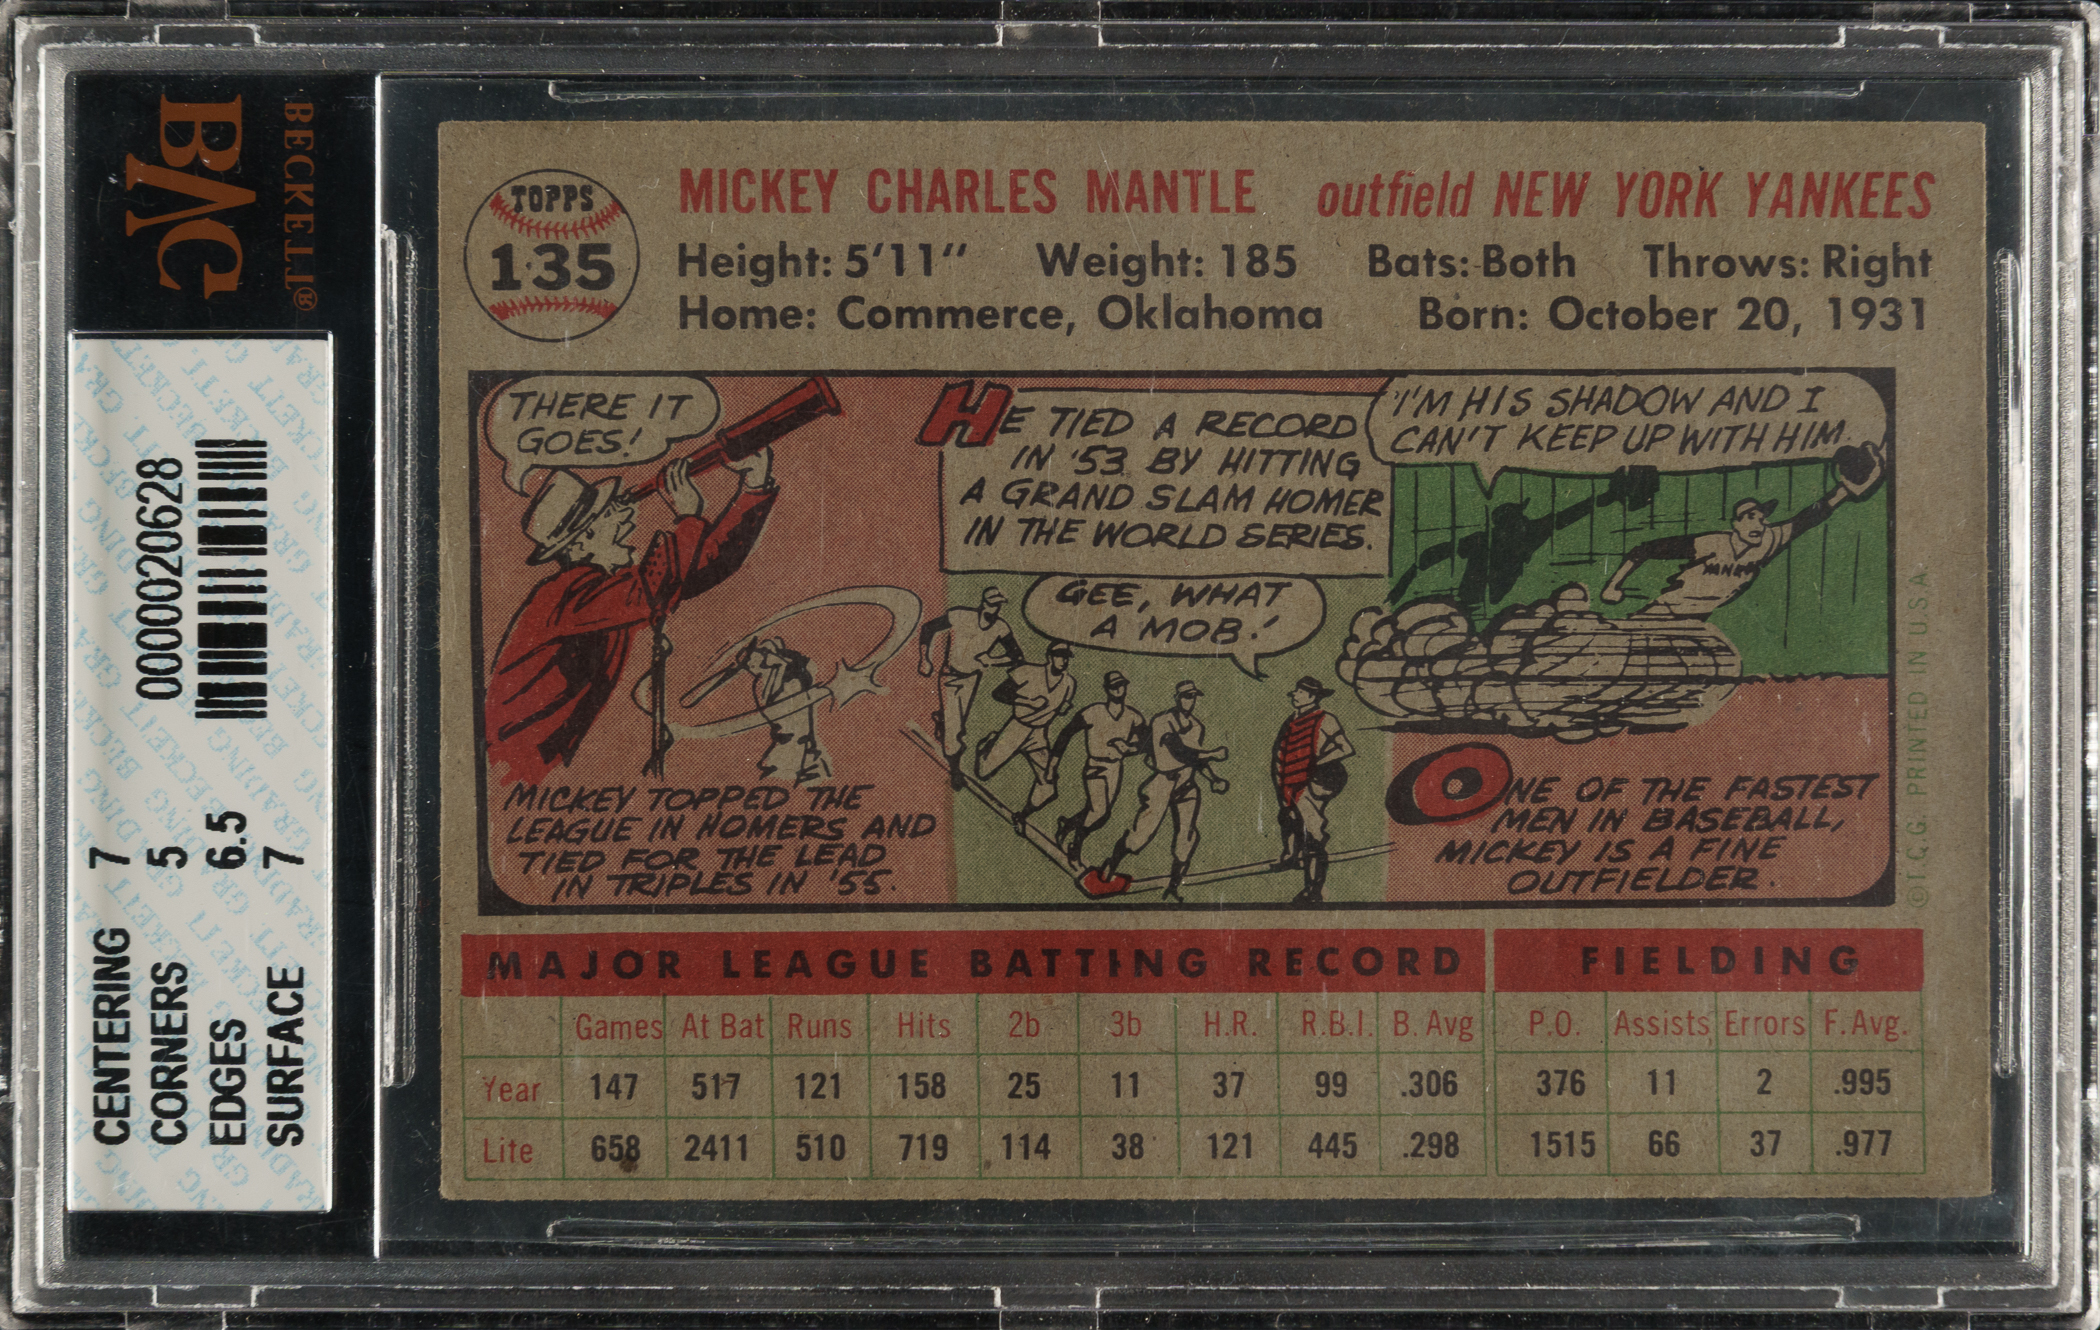 BECKETT®
BVG
0000020628
CENTERING 7
CORNERS 5
EDGES 6.5
SURFACE 7
TOPPS
135
MICKEY CHARLES MANTLE outfield NEW YORK YANKEES
Height: 5'11" Weight: 185 Bats: Both Throws: Right
Home: Commerce, Oklahoma Born: October 20, 1931
THERE IT
GOES!
MICKEY TOPPED THE
LEAGUE IN HOMERS AND
TIED FOR THE LEAD
IN TRIPLES IN '55.
HE TIED A RECORD
IN '53 BY HITTING
A GRAND SLAM HOMER
IN THE WORLD SERIES.
GEE, WHAT
A MOB!
I'M HIS SHADOW AND I
CAN'T KEEP UP WITH HIM.
YANKS
ONE OF THE FASTEST
MEN IN BASEBALL,
MICKEY IS A FINE
OUTFIELDER.
©T.C.G. PRINTED IN U.S.A.
MAJOR LEAGUE BATTING RECORD FIELDING
Games At Bat Runs Hits 2b 3b H.R. R.B.I. B. Avg P.O. Assists Errors F. Avg.
Year 147 517 121 158 25 11 37 99 .306 376 11 2 .995
Life 658 2411 510 719 114 38 121 445 .298 1515 66 37 .977